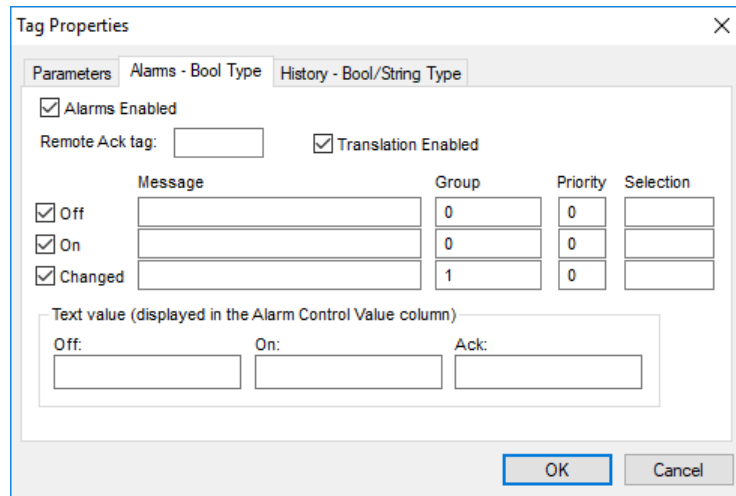 Tag Properties
Parameters Alarms - Bool Type History - Bool/String Type
Alarms Enabled
Remote Ack tag: Translation Enabled
Message Group Priority Selection
Off 0 0
On 0 0
Changed 1 0
Text value (displayed in the Alarm Control Value column)
Off: On: Ack:
OK Cancel